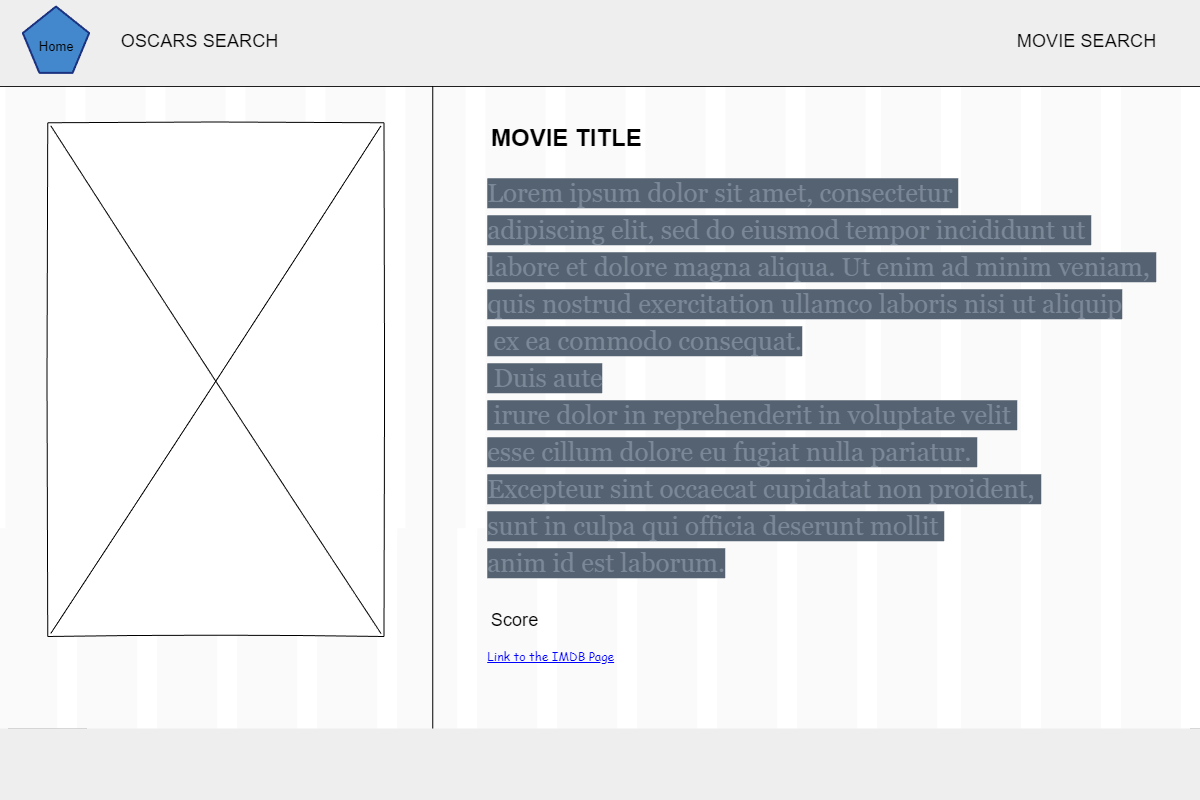 Home
OSCARS SEARCH
MOVIE SEARCH
MOVIE TITLE
Lorem ipsum dolor sit amet, consectetur
adipiscing elit, sed do eiusmod tempor incididunt ut
labore et dolore magna aliqua. Ut enim ad minim veniam,
quis nostrud exercitation ullamco laboris nisi ut aliquip
ex ea commodo consequat.
Duis aute
irure dolor in reprehenderit in voluptate velit
esse cillum dolore eu fugiat nulla pariatur.
Excepteur sint occaecat cupidatat non proident,
sunt in culpa qui officia deserunt mollit
anim id est laborum.
Score
Link to the IMDB Page